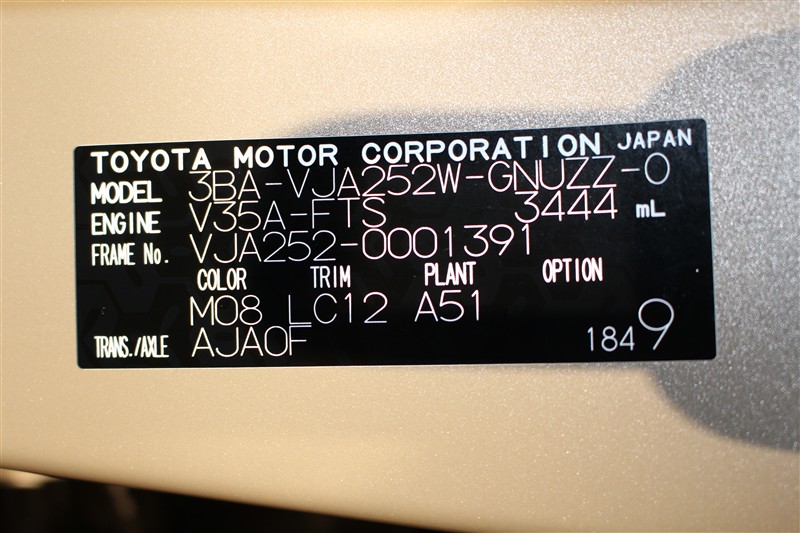 TOYOTA MOTOR CORPORATION JAPAN
MODEL 3BA-VJA252W-GNUZZ-0
ENGINE V35A-FTS 3444 mL
FRAME No. VJA252-0001391
COLOR TRIM PLANT OPTION
M08 LC12 A51
TRANS./AXLE AJA0F 1849